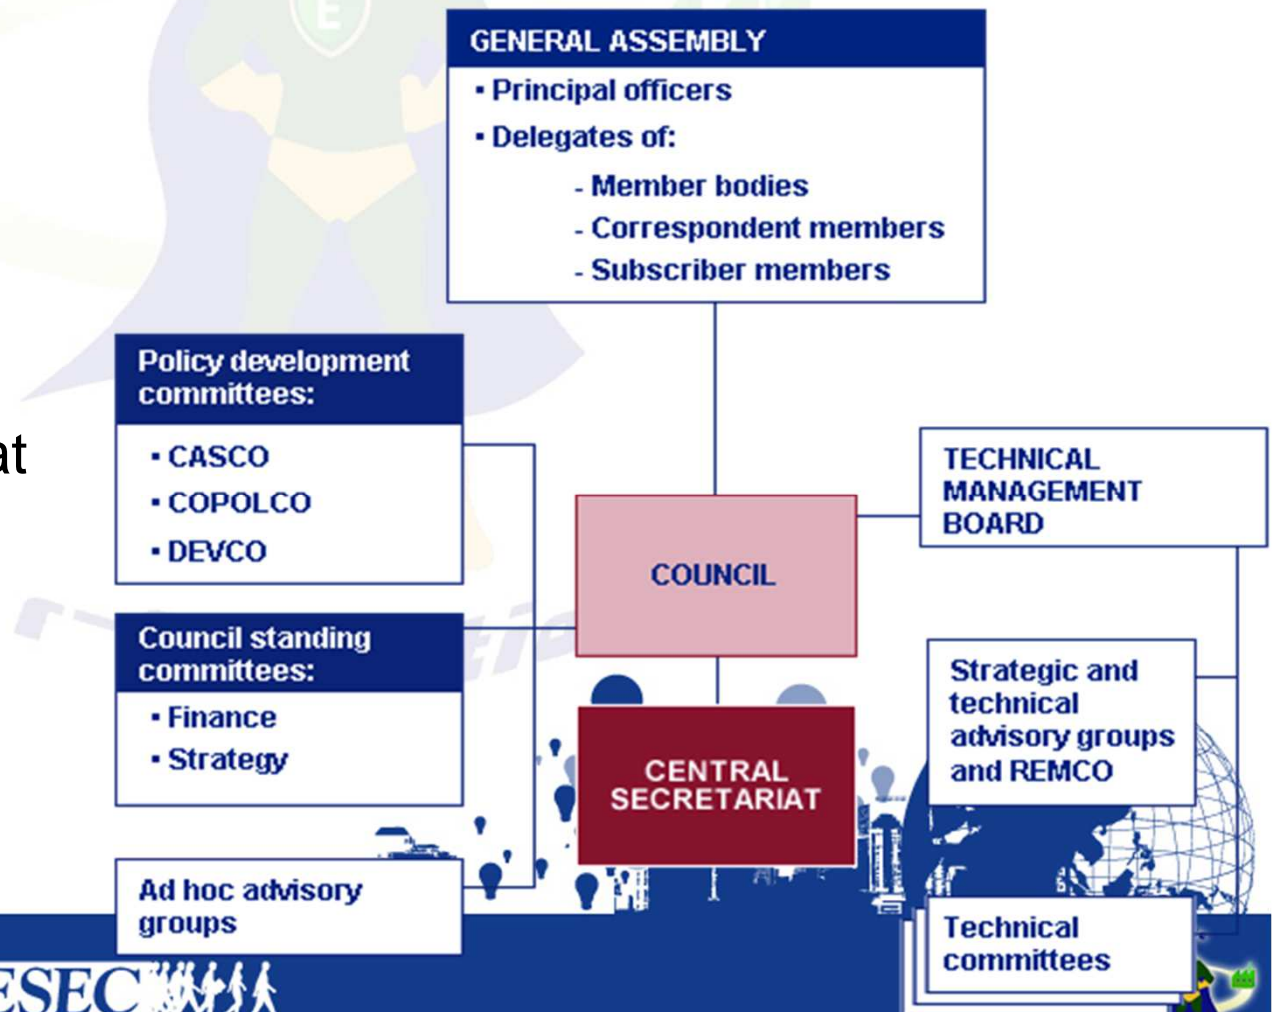 E
GENERAL ASSEMBLY
▪ Principal officers
▪ Delegates of:
- Member bodies
- Correspondent members
- Subscriber members
Policy development
committees:
▪ CASCO
▪ COPOLCO
▪ DEVCO
at
TECHNICAL
MANAGEMENT
BOARD
COUNCIL
Council standing
committees:
▪ Finance
▪ Strategy
Strategic and
technical
advisory groups
and REMCO
CENTRAL
SECRETARIAT
Ad hoc advisory
groups
Technical
committees
ESEC